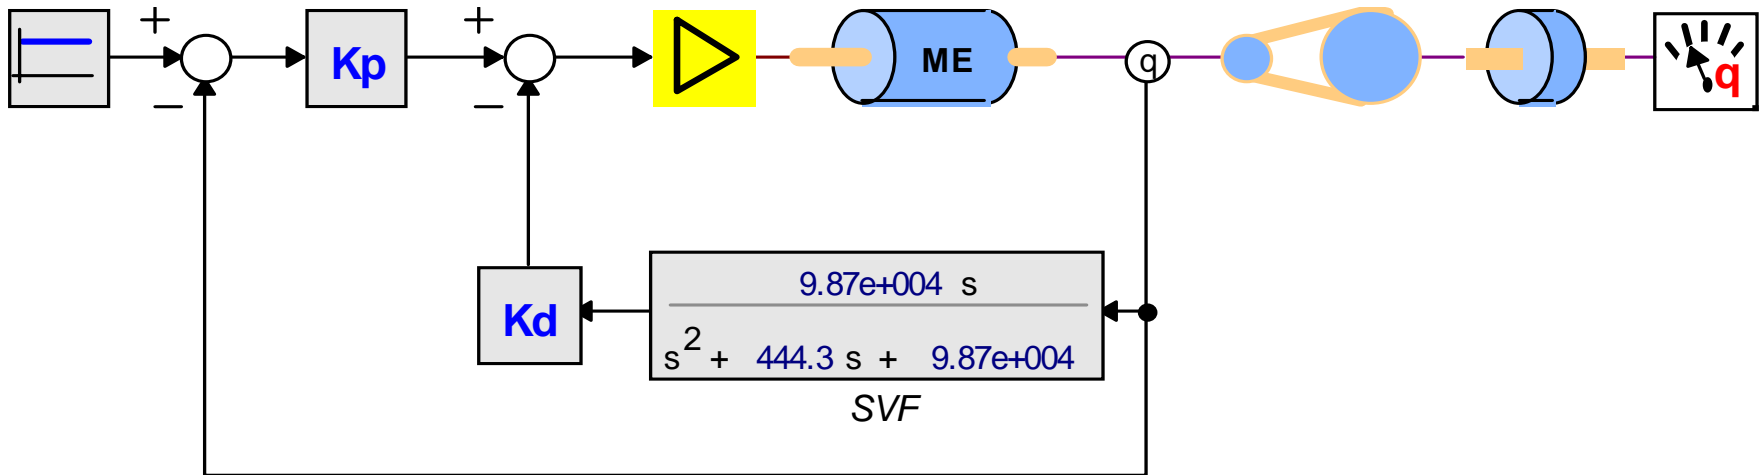 + +
Kp ME q q
− −
9.87e+004 s
Kd
s² + 444.3 s + 9.87e+004
SVF